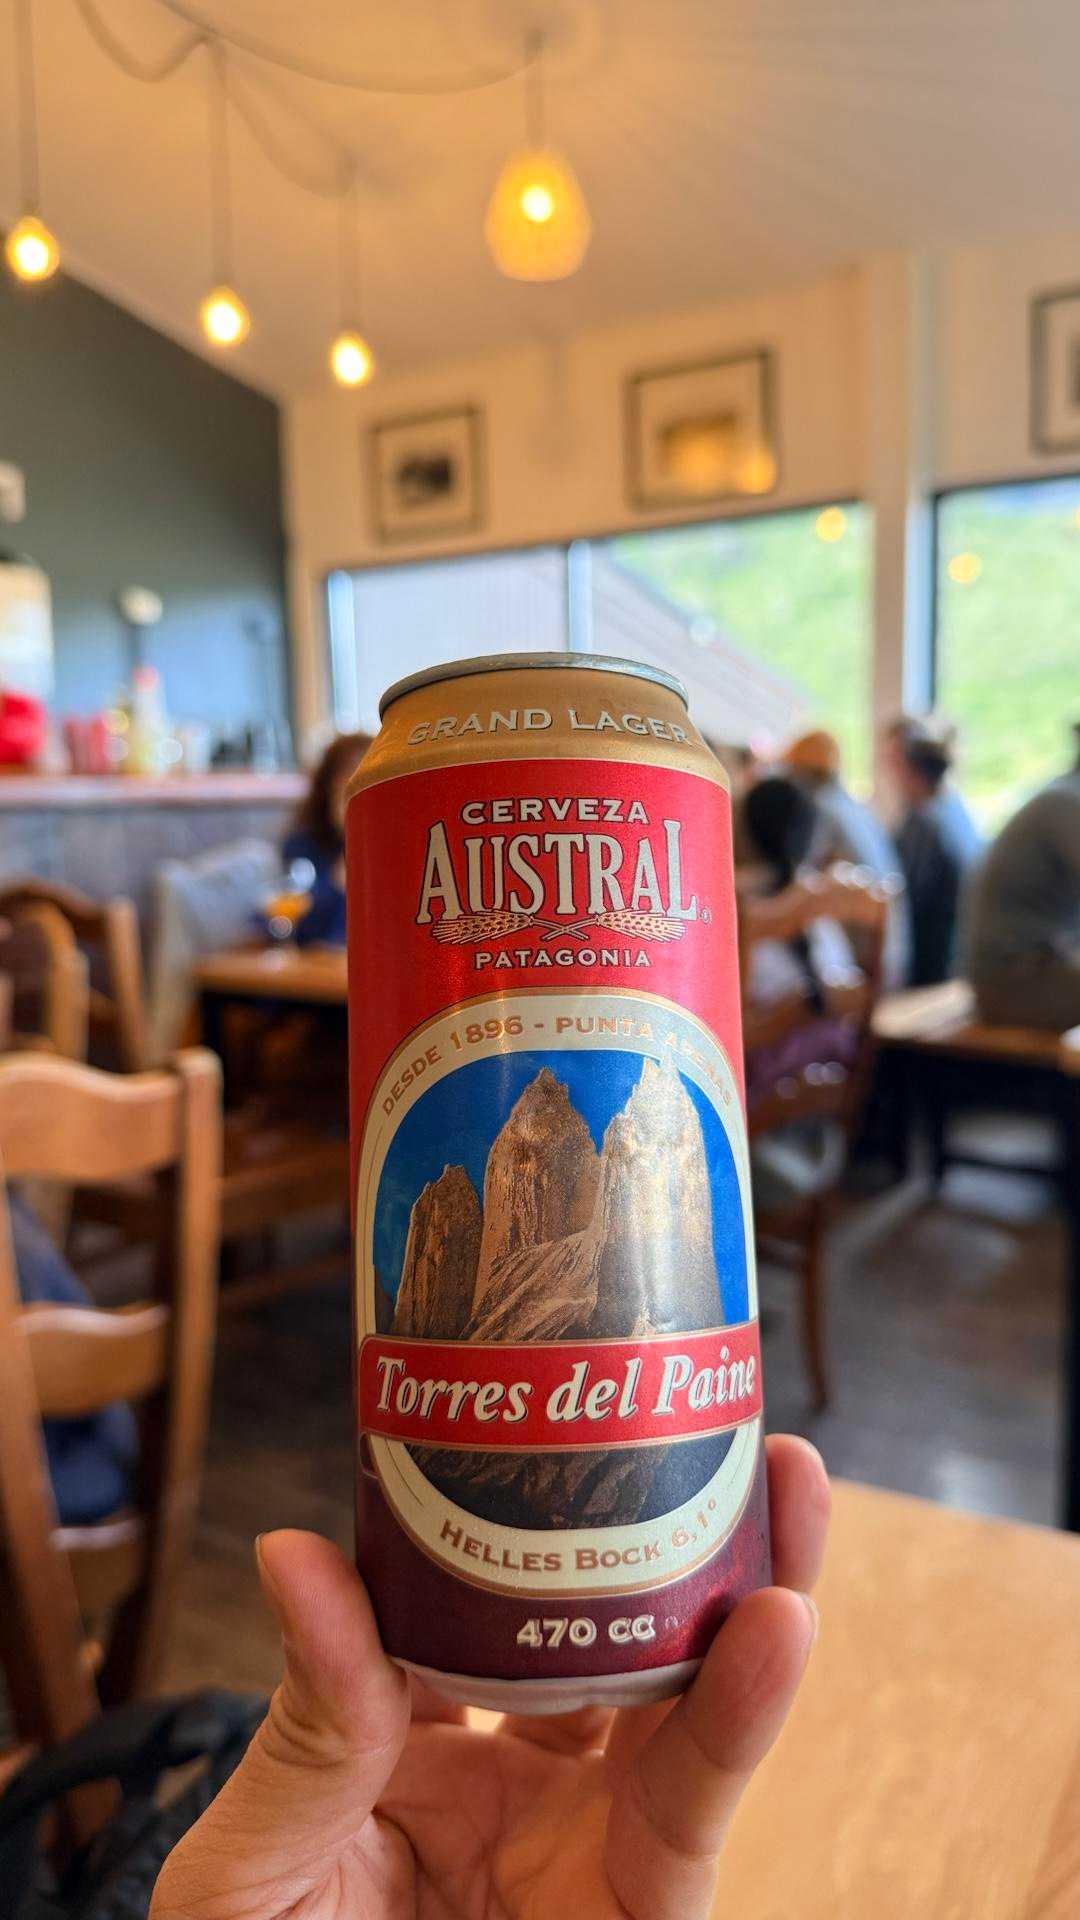 GRAND LAGER
CERVEZA
AUSTRAL®
PATAGONIA
DESDE 1896 - PUNTA ARENAS
Torres del Paine
HELLES BOCK 6,1°
470 CC